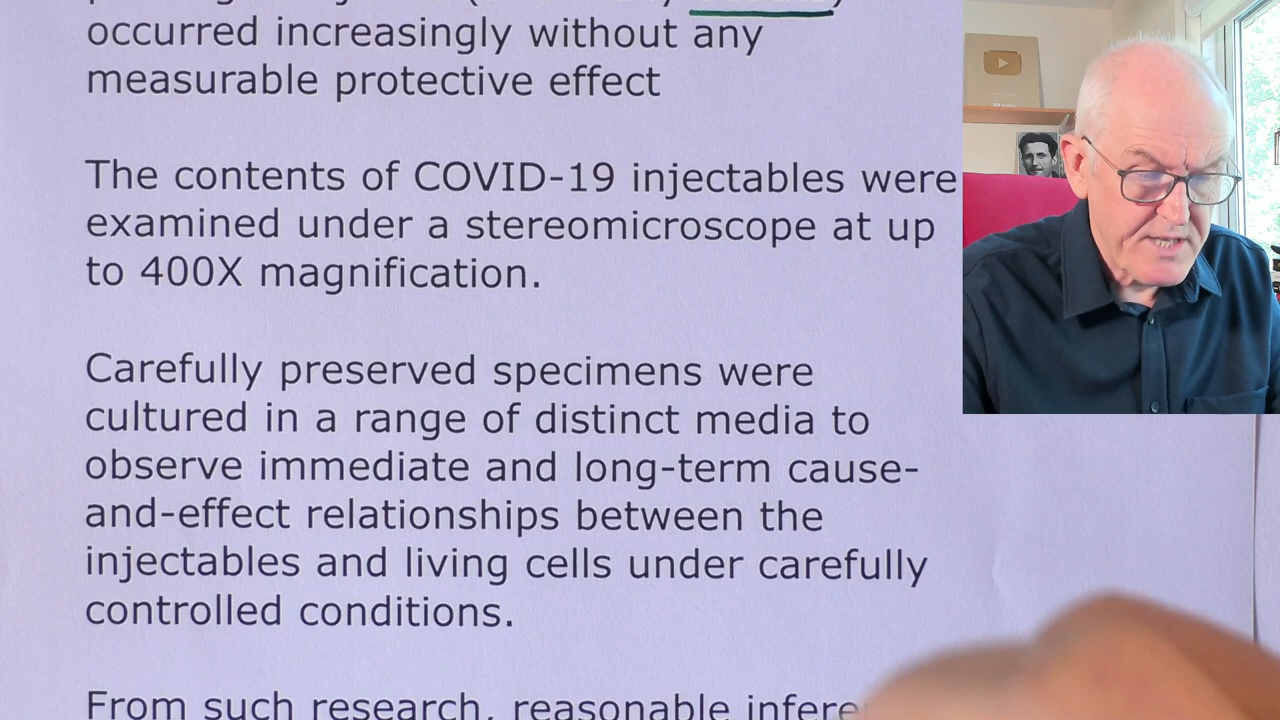 occurred increasingly without any
measurable protective effect
The contents of COVID-19 injectables were
examined under a stereomicroscope at up
to 400X magnification.
Carefully preserved specimens were
cultured in a range of distinct media to
observe immediate and long-term cause-
and-effect relationships between the
injectables and living cells under carefully
controlled conditions.
From such research, reasonable